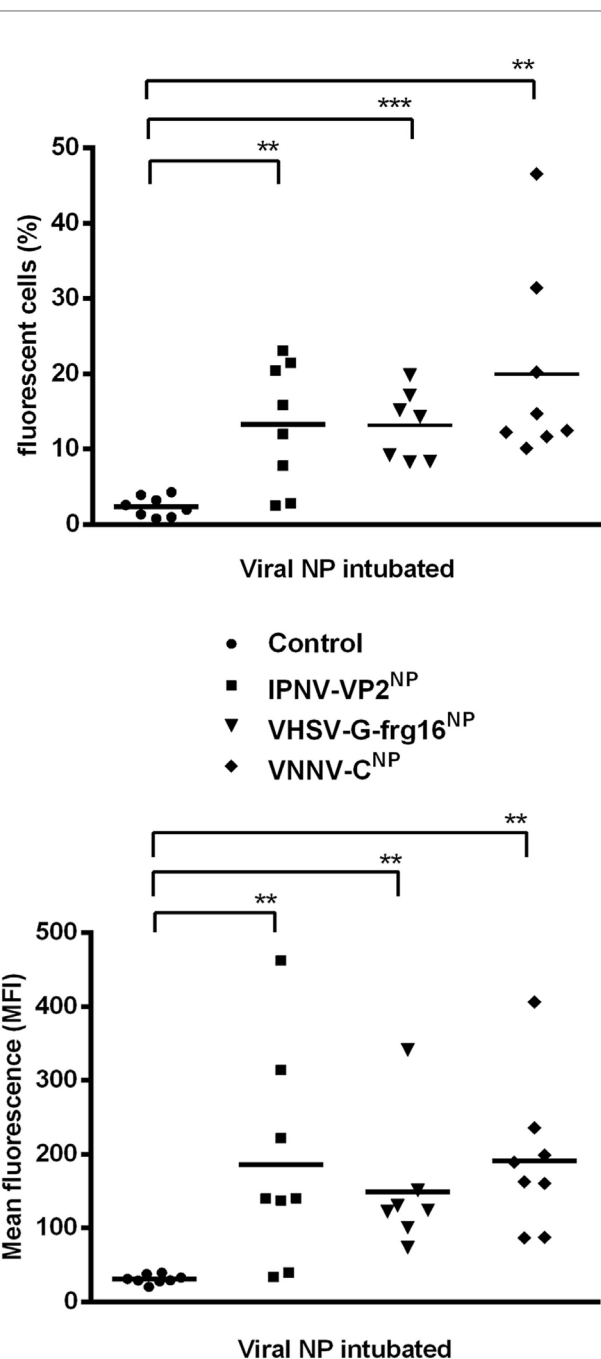 **
***
**
50
40
30
20
10
0
fluorescent cells (%)
Viral NP intubated
Control
IPNV-VP2NP
VHSV-G-frg16NP
VNNV-CNP
**
**
**
500
400
300
200
100
0
Mean fluorescence (MFI)
Viral NP intubated